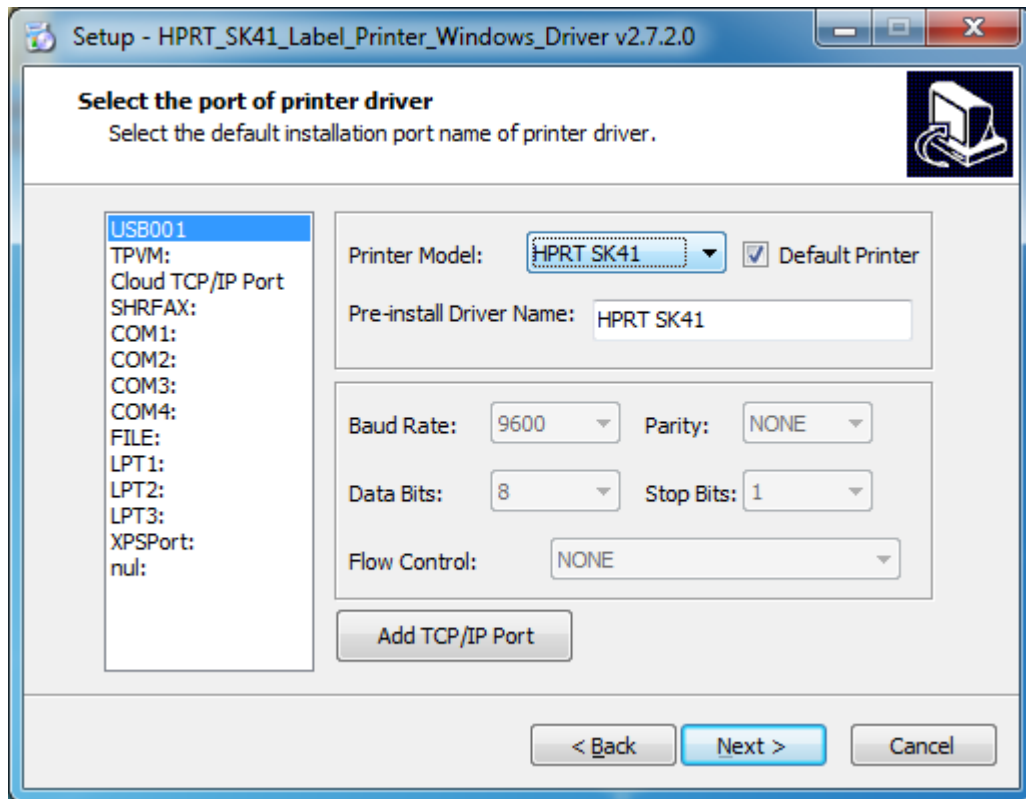 Setup - HPRT_SK41_Label_Printer_Windows_Driver v2.7.2.0
Select the port of printer driver
Select the default installation port name of printer driver.
USB001
TPVM:
Cloud TCP/IP Port
SHRFAX:
COM1:
COM2:
COM3:
COM4:
FILE:
LPT1:
LPT2:
LPT3:
XPSPort:
nul:
Printer Model: HPRT SK41 Default Printer
Pre-install Driver Name: HPRT SK41
Baud Rate: 9600 Parity: NONE
Data Bits: 8 Stop Bits: 1
Flow Control: NONE
Add TCP/IP Port
< Back Next > Cancel